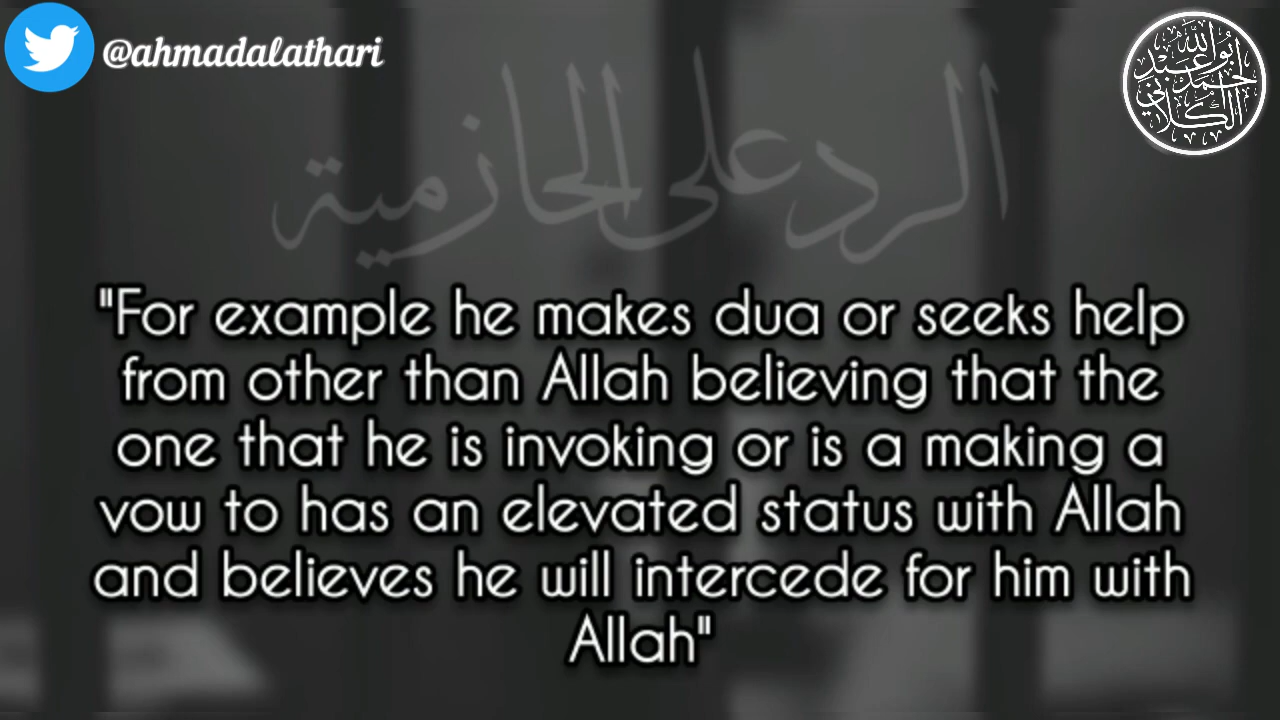 @ahmadalathari
الرد على الحازمية
"For example he makes dua or seeks help
from other than Allah believing that the
one that he is invoking or is a making a
vow to has an elevated status with Allah
and believes he will intercede for him with
Allah"